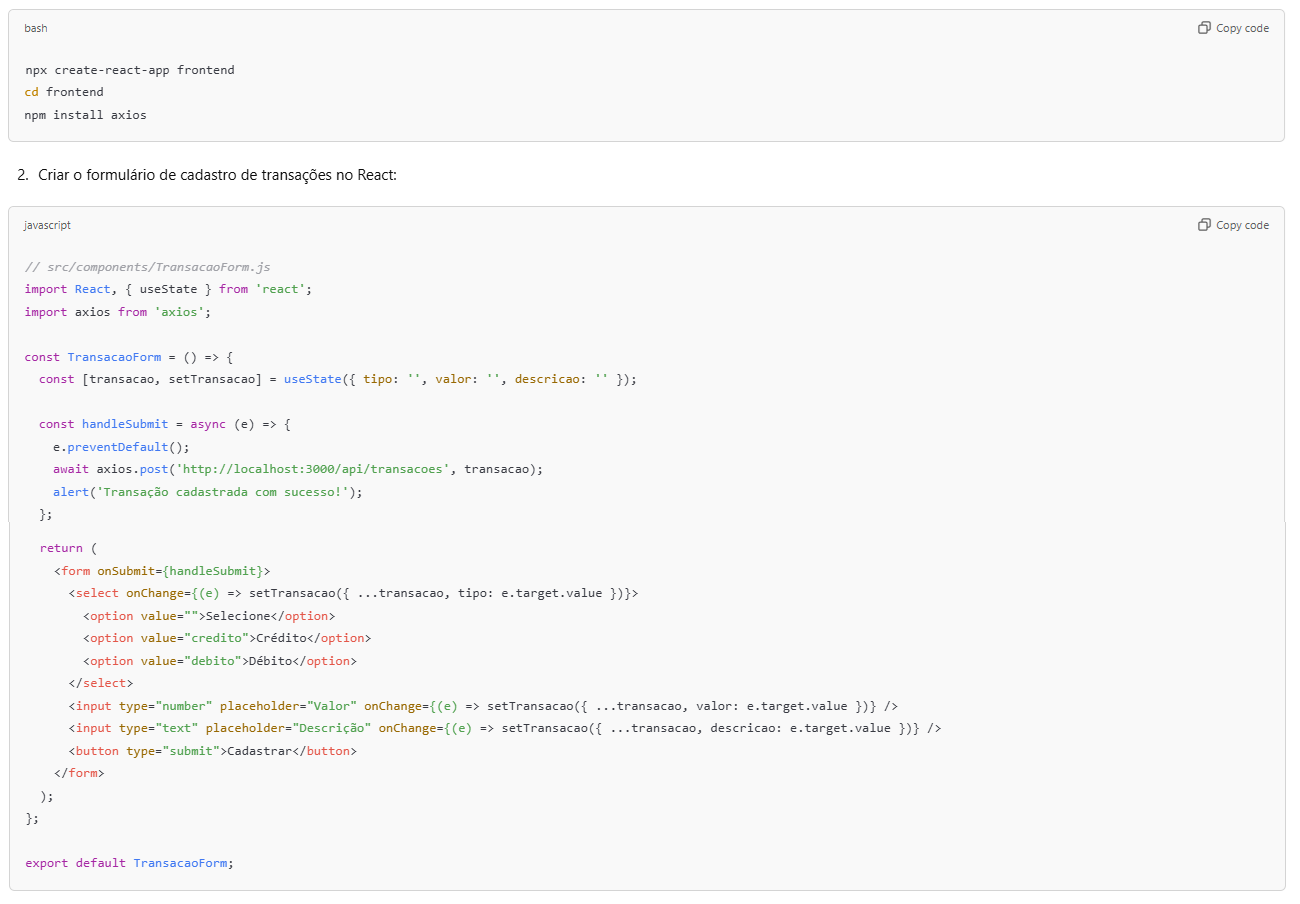 bash
Copy code
npx create-react-app frontend
cd frontend
npm install axios
2. Criar o formulário de cadastro de transações no React:
javascript
Copy code
// src/components/TransacaoForm.js
import React, { useState } from 'react';
import axios from 'axios';
const TransacaoForm = () => {
const [transacao, setTransacao] = useState({ tipo: '', valor: '', descricao: '' });
const handleSubmit = async (e) => {
e.preventDefault();
await axios.post('http://localhost:3000/api/transacoes', transacao);
alert('Transação cadastrada com sucesso!');
};
return (
<form onSubmit={handleSubmit}>
<select onChange={(e) => setTransacao({ ...transacao, tipo: e.target.value })}>
<option value="">Selecione</option>
<option value="credito">Crédito</option>
<option value="debito">Débito</option>
</select>
<input type="number" placeholder="Valor" onChange={(e) => setTransacao({ ...transacao, valor: e.target.value })} />
<input type="text" placeholder="Descrição" onChange={(e) => setTransacao({ ...transacao, descricao: e.target.value })} />
<button type="submit">Cadastrar</button>
</form>
);
};
export default TransacaoForm;